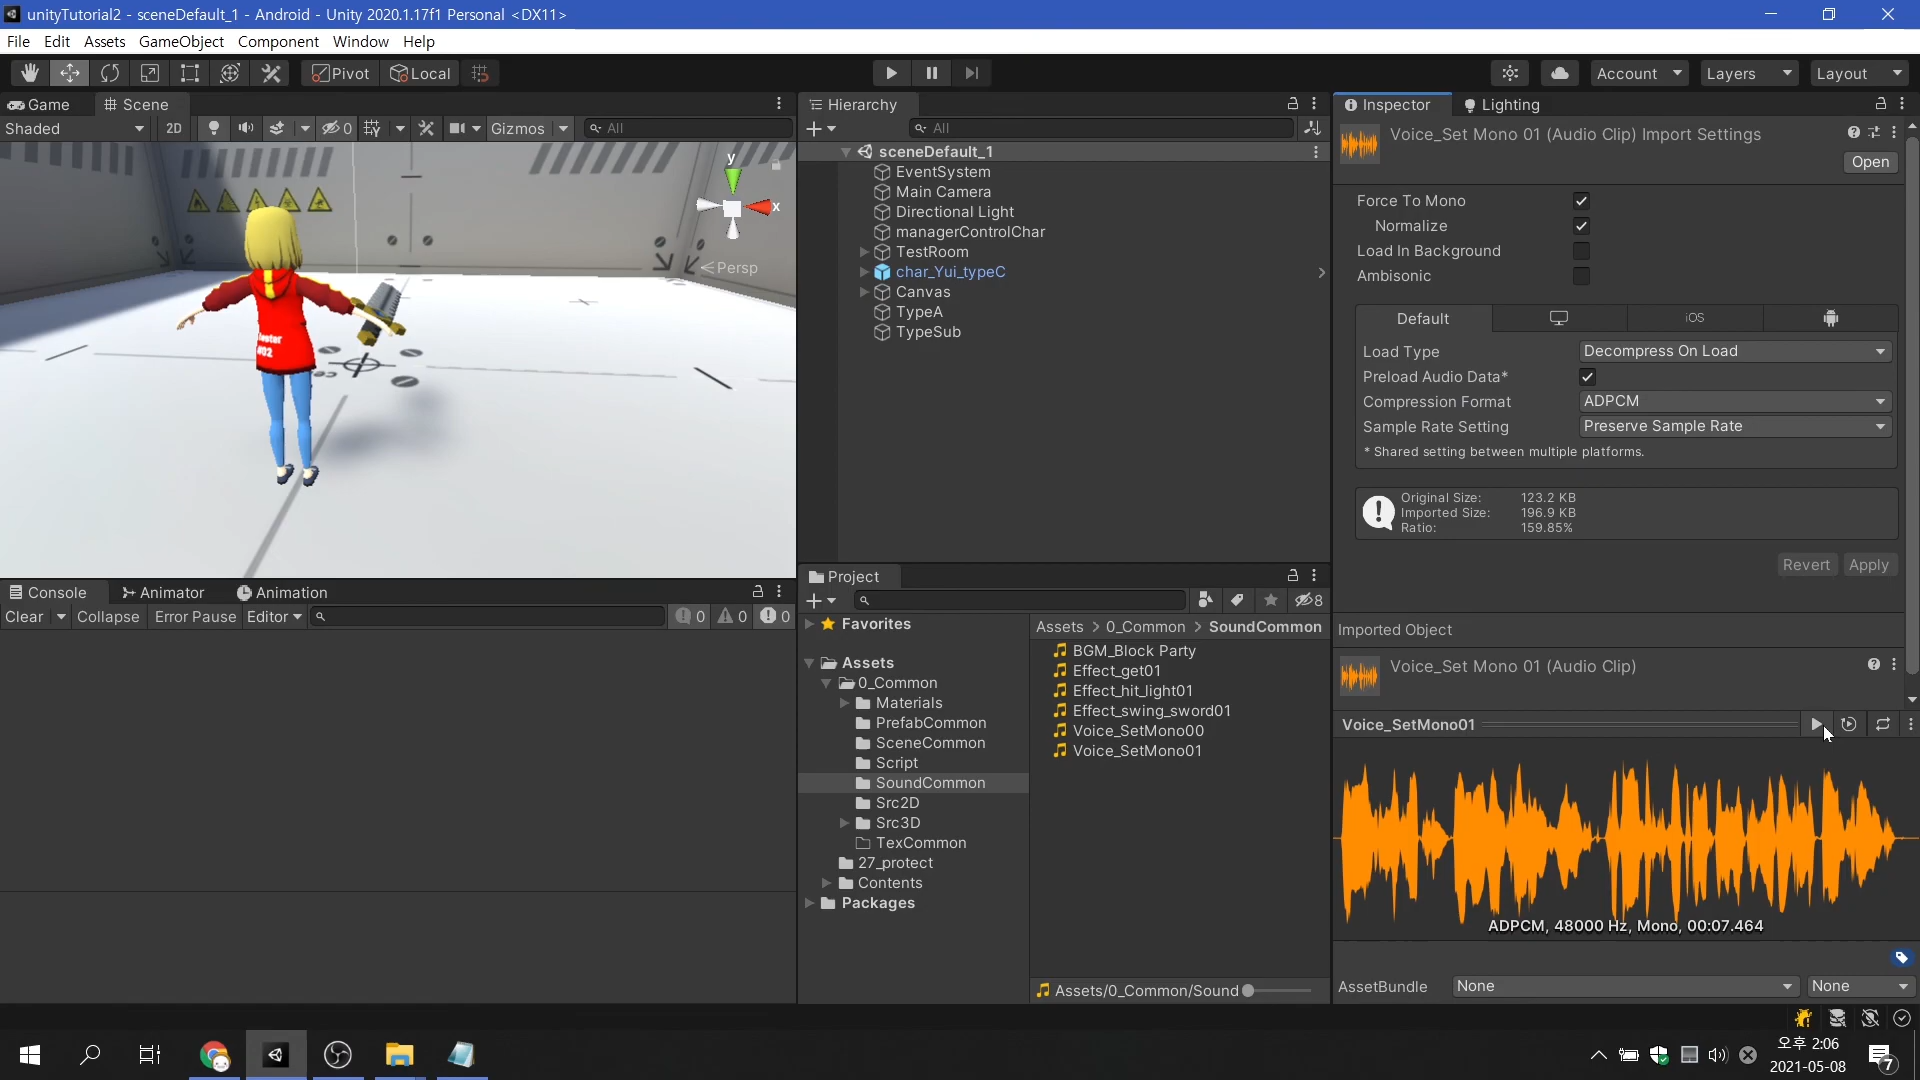 unityTutorial2 - sceneDefault_1 - Android - Unity 2020.1.17f1 Personal <DX11>
File Edit Assets GameObject Component Window Help
Pivot Local Account Layers Layout
Game Scene
Shaded 2D 0 Gizmos All
y
x
Persp
Tester
#02
Console Animator Animation
Clear Collapse Error Pause Editor 0 0 0
Hierarchy
All
sceneDefault_1
EventSystem
Main Camera
Directional Light
managerControlChar
TestRoom
char_Yui_typeC
Canvas
TypeA
TypeSub
Project
8
Favorites
Assets
0_Common
Materials
PrefabCommon
SceneCommon
Script
SoundCommon
Src2D
Src3D
TexCommon
27_protect
Contents
Packages
Assets > 0_Common > SoundCommon
BGM_Block Party
Effect_get01
Effect_hit_light01
Effect_swing_sword01
Voice_SetMono00
Voice_SetMono01
Assets/0_Common/Sound
Inspector Lighting
Voice_Set Mono 01 (Audio Clip) Import Settings
Open
Force To Mono
Normalize
Load In Background
Ambisonic
Default iOS
Load Type Decompress On Load
Preload Audio Data*
Compression Format ADPCM
Sample Rate Setting Preserve Sample Rate
* Shared setting between multiple platforms.
Original Size: 123.2 KB
Imported Size: 196.9 KB
Ratio: 159.85%
Revert Apply
Imported Object
Voice_Set Mono 01 (Audio Clip)
Voice_SetMono01
ADPCM, 48000 Hz, Mono, 00:07.464
AssetBundle None None
오후 2:06
2021-05-08
7